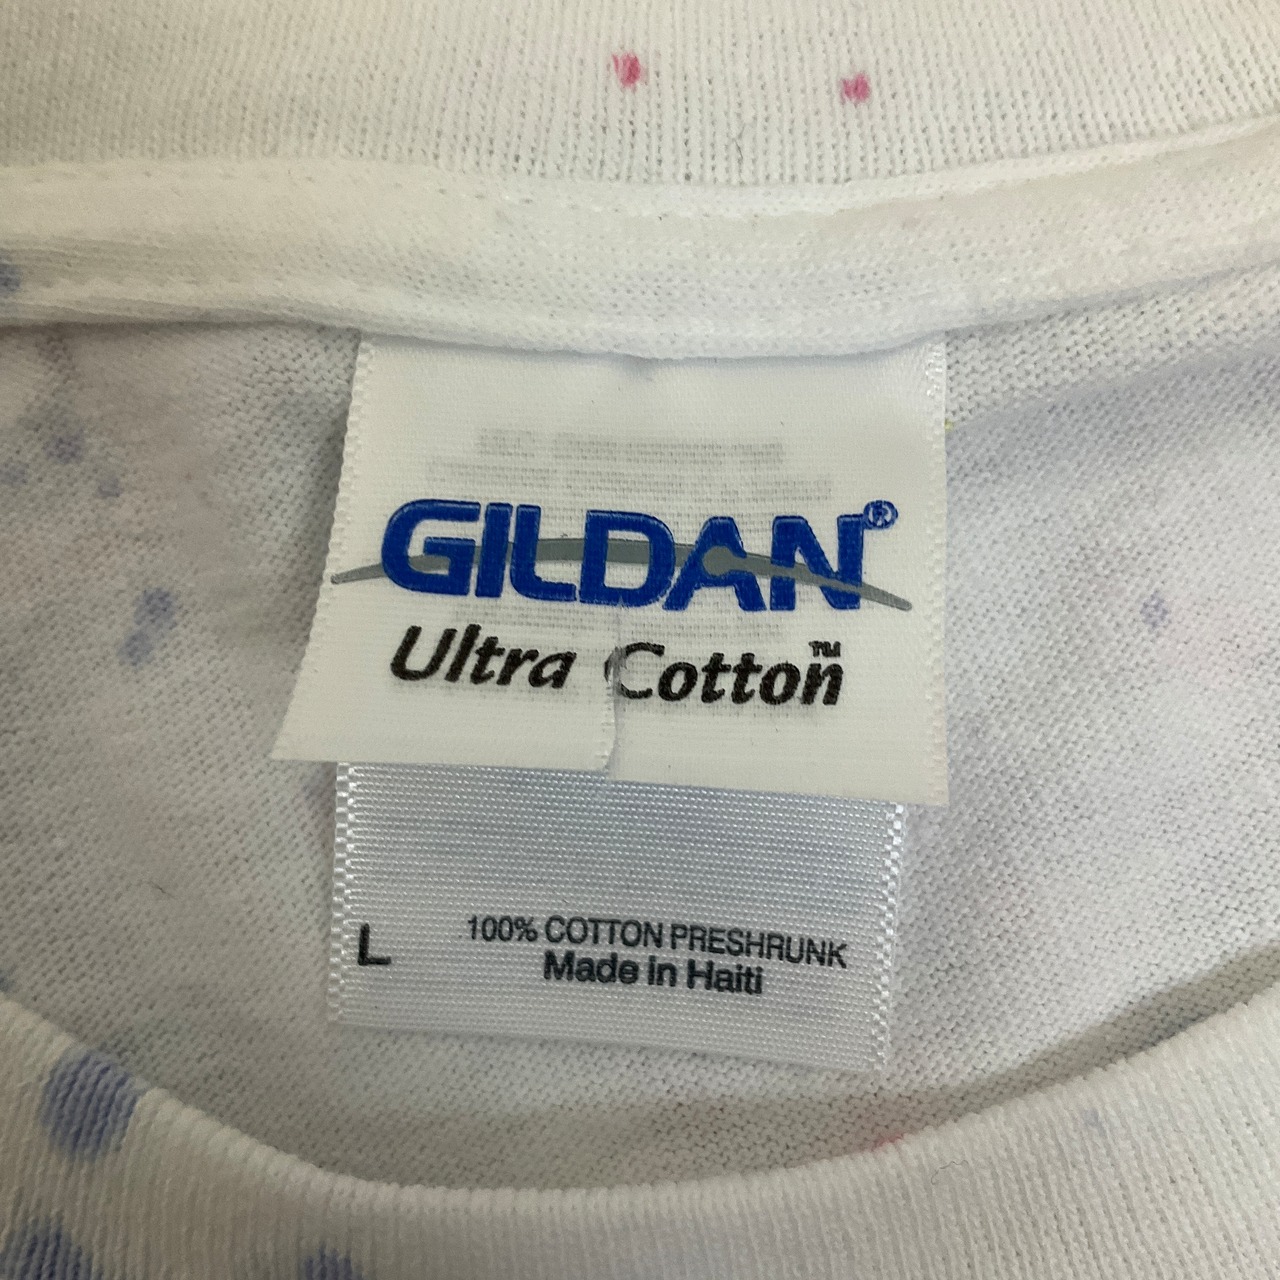 GILDAN®
Ultra Cotton™
L 100% COTTON PRESHRUNK
Made in Haiti